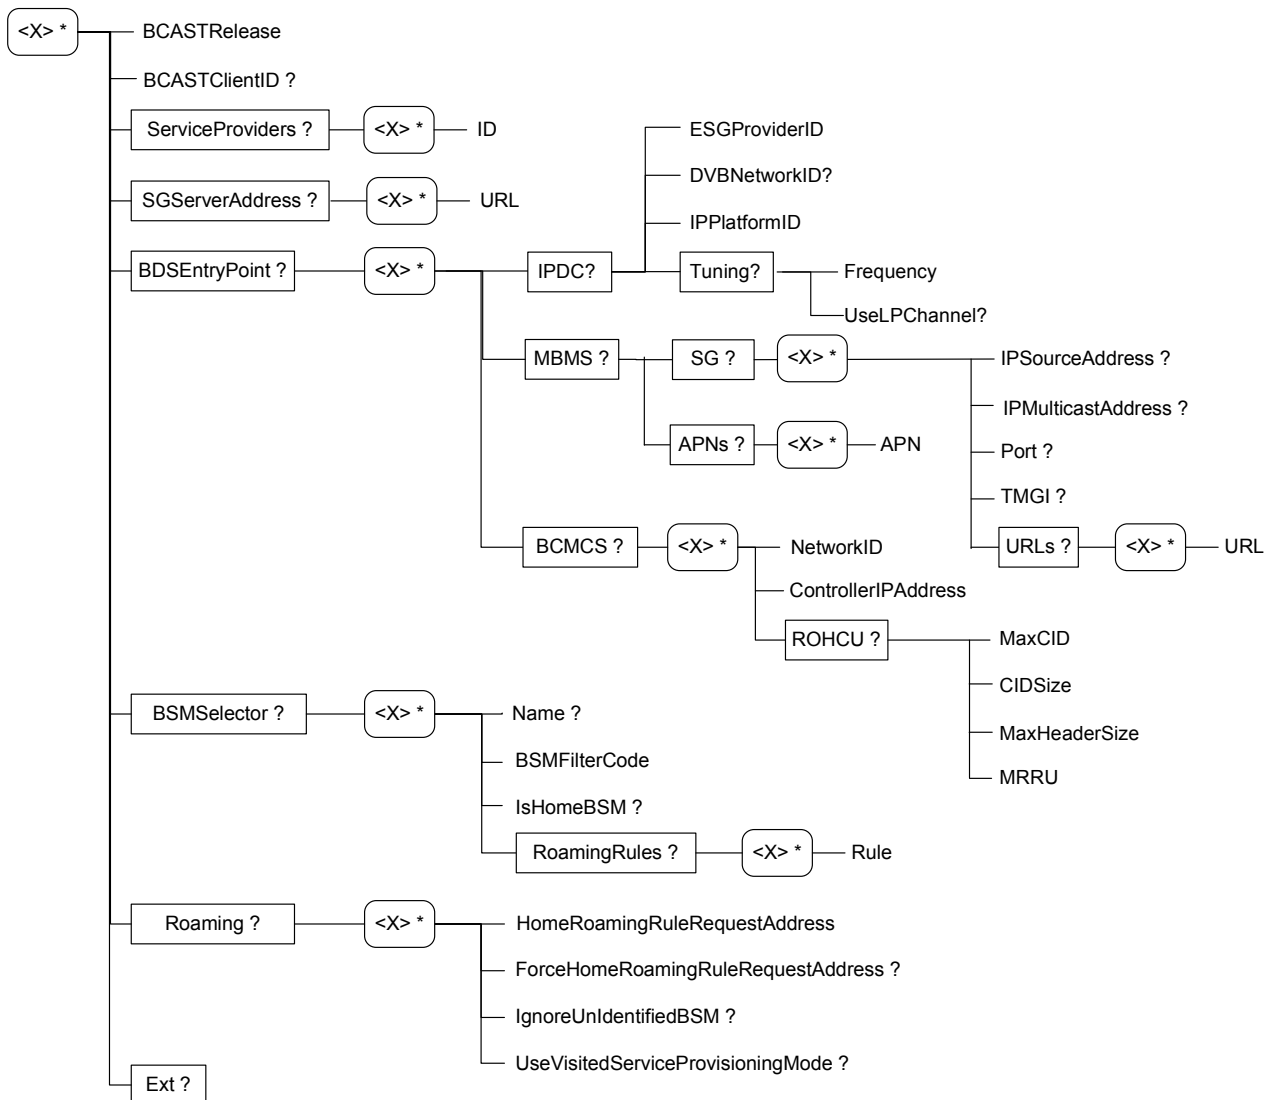 <X> *
BCASTRelease
BCASTClientID ?
ServiceProviders ?
<X> *
ID
SGServerAddress ?
<X> *
URL
BDSEntryPoint ?
<X> *
IPDC?
ESGProviderID
DVBNetworkID?
IPPlatformID
Tuning?
Frequency
UseLPChannel?
MBMS ?
SG ?
<X> *
IPSourceAddress ?
IPMulticastAddress ?
Port ?
TMGI ?
URLs ?
<X> *
URL
APNs ?
<X> *
APN
BCMCS ?
<X> *
NetworkID
ControllerIPAddress
ROHCU ?
MaxCID
CIDSize
MaxHeaderSize
MRRU
BSMSelector ?
<X> *
Name ?
BSMFilterCode
IsHomeBSM ?
RoamingRules ?
<X> *
Rule
Roaming ?
<X> *
HomeRoamingRuleRequestAddress
ForceHomeRoamingRuleRequestAddress ?
IgnoreUnIdentifiedBSM ?
UseVisitedServiceProvisioningMode ?
Ext ?